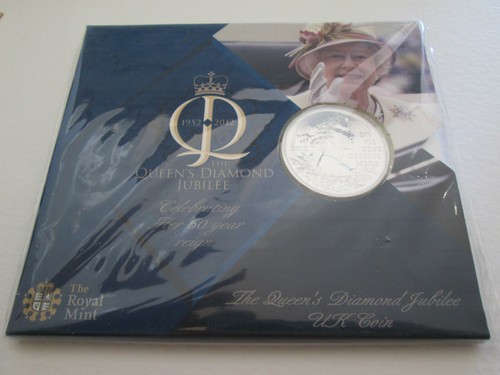 1952 2012
THE
QUEEN'S DIAMOND
JUBILEE
Celebrating
Her 60 year
reign
The
Royal
Mint
The Queen's Diamond Jubilee
UK Coin